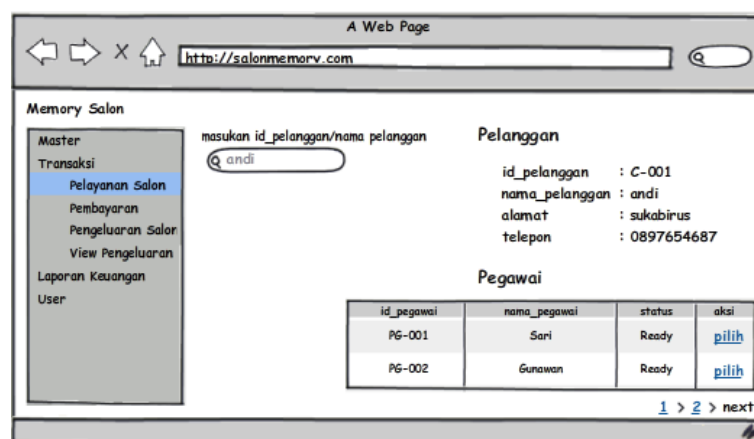 A Web Page
http://salonmemory.com
Memory Salon
Master
Transaksi
Pelayanan Salon
Pembayaran
Pengeluaran Salon
View Pengeluaran
Laporan Keuangan
User
masukan id_pelanggan/nama pelanggan
andi
Pelanggan
id_pelanggan : C-001
nama_pelanggan : andi
alamat : sukabirus
telepon : 0897654687
Pegawai
id_pegawai nama_pegawai status aksi
PG-001 Sari Ready pilih
PG-002 Gunawan Ready pilih
1 > 2 > next